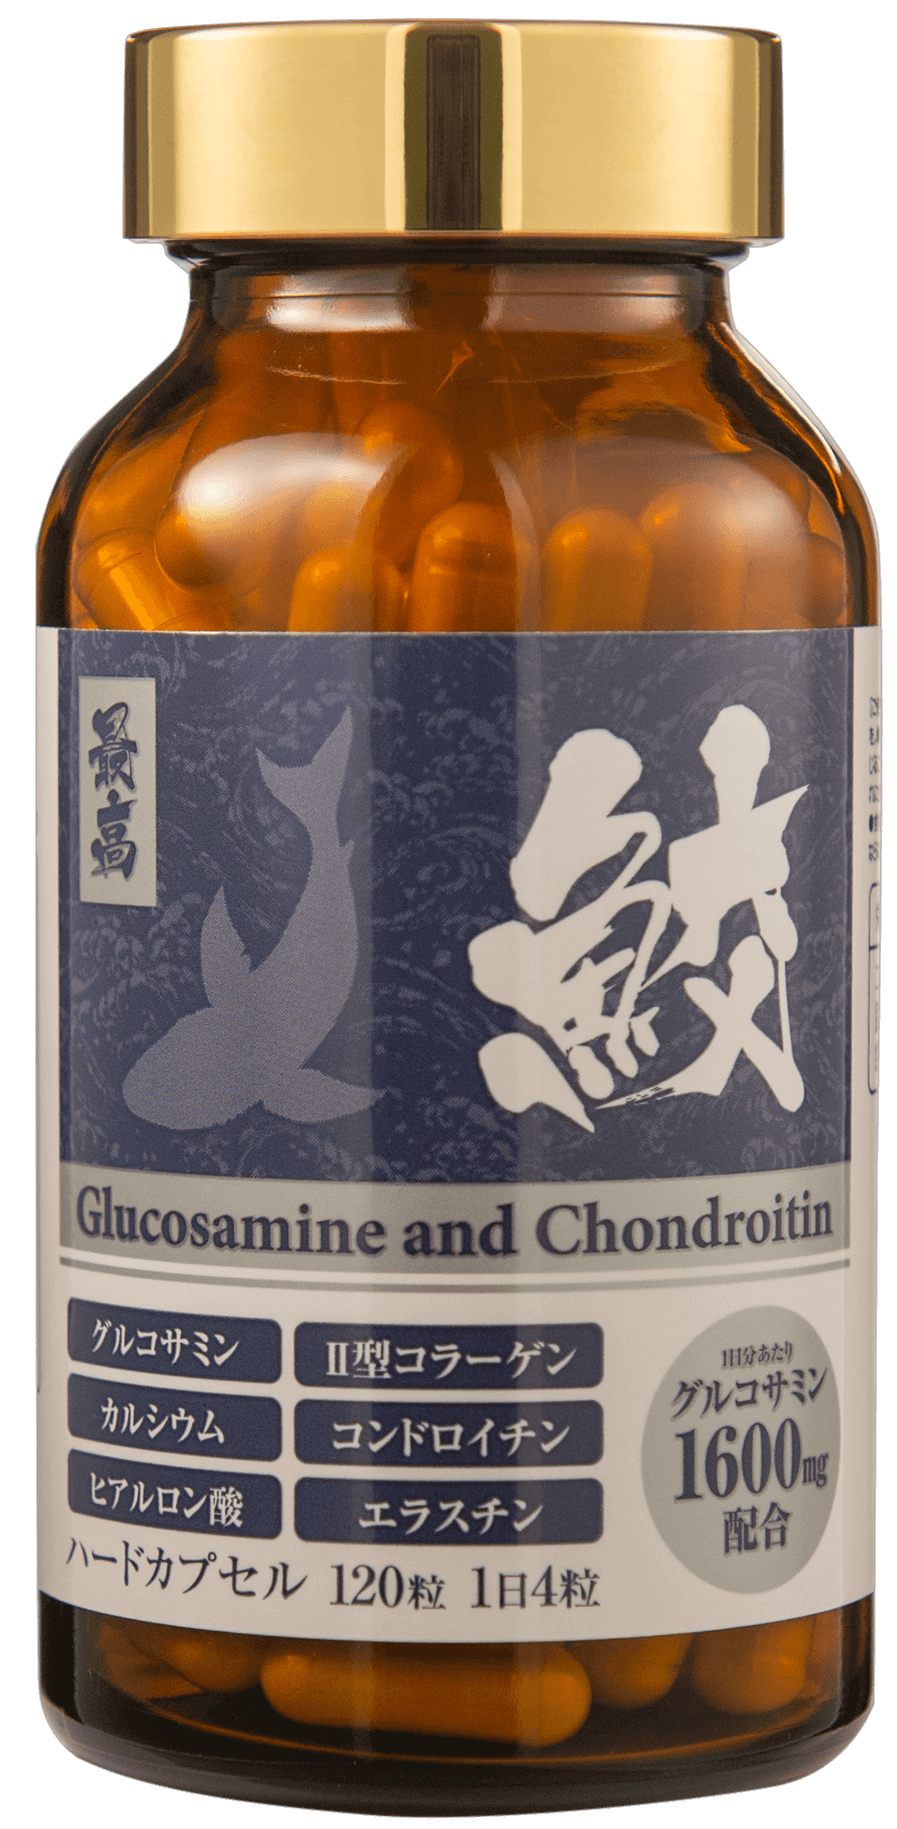 最高
鮫
Glucosamine and Chondroitin
グルコサミン
II型コラーゲン
カルシウム
コンドロイチン
ヒアルロン酸
エラスチン
ハードカプセル 120粒 1日4粒
1日分あたり
グルコサミン
1600mg
配合